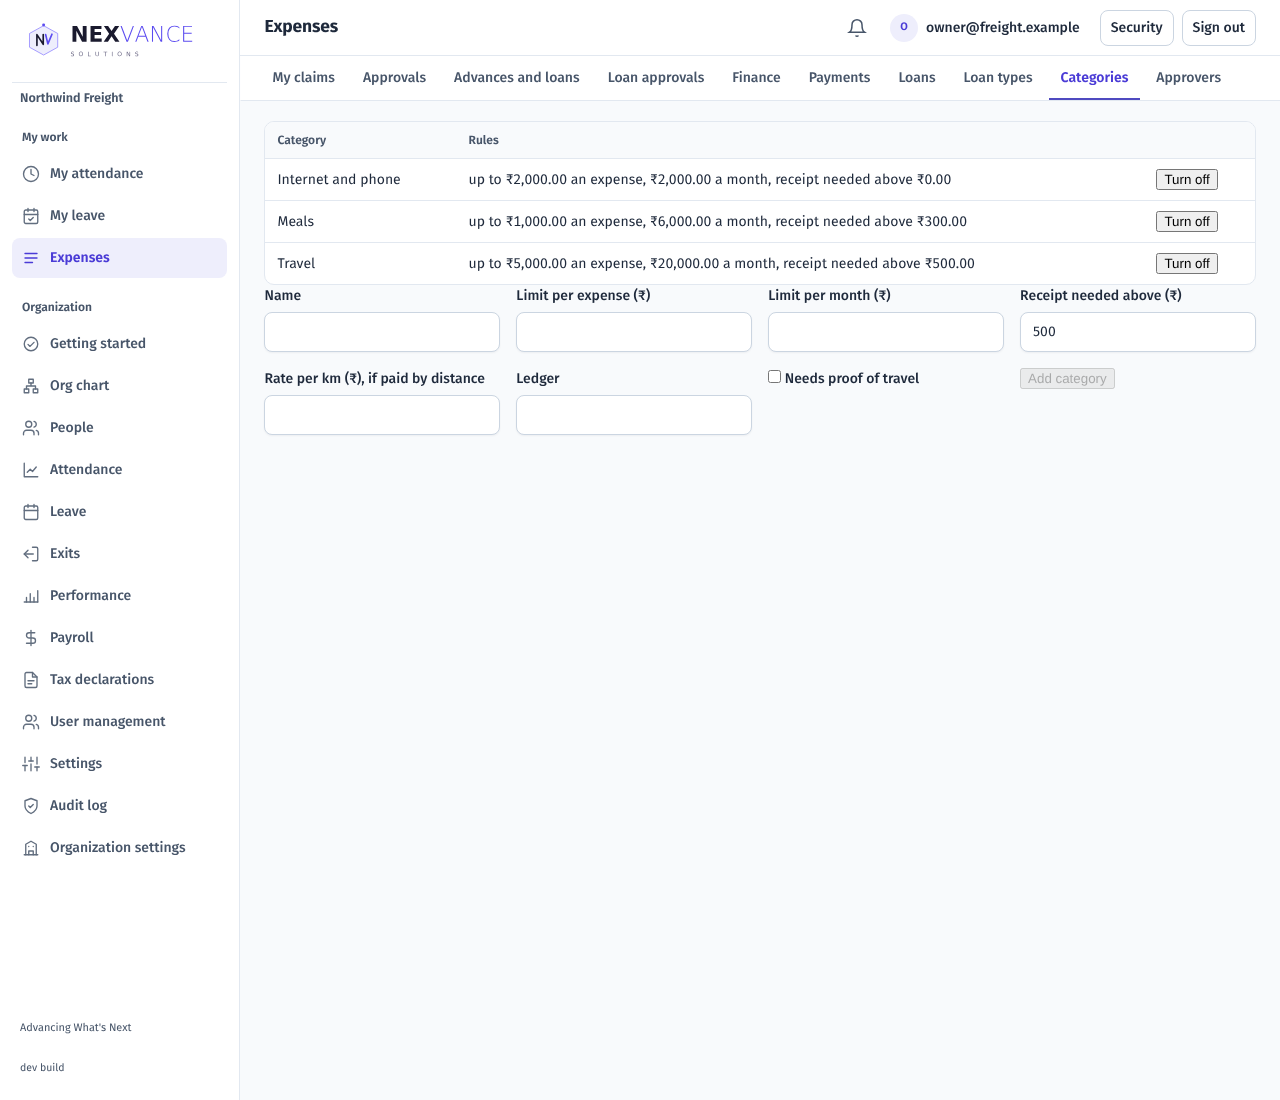 NEXVANCE
SOLUTIONS
Northwind Freight
My work
My attendance
My leave
Expenses
Organization
Getting started
Org chart
People
Attendance
Leave
Exits
Performance
Payroll
Tax declarations
User management
Settings
Audit log
Organization settings
Advancing What's Next
dev build
Expenses
O owner@freight.example Security Sign out
My claims Approvals Advances and loans Loan approvals Finance Payments Loans Loan types Categories Approvers
Category Rules
Internet and phone up to ₹2,000.00 an expense, ₹2,000.00 a month, receipt needed above ₹0.00 Turn off
Meals up to ₹1,000.00 an expense, ₹6,000.00 a month, receipt needed above ₹300.00 Turn off
Travel up to ₹5,000.00 an expense, ₹20,000.00 a month, receipt needed above ₹500.00 Turn off
Name Limit per expense (₹) Limit per month (₹) Receipt needed above (₹)
500
Rate per km (₹), if paid by distance Ledger Needs proof of travel Add category